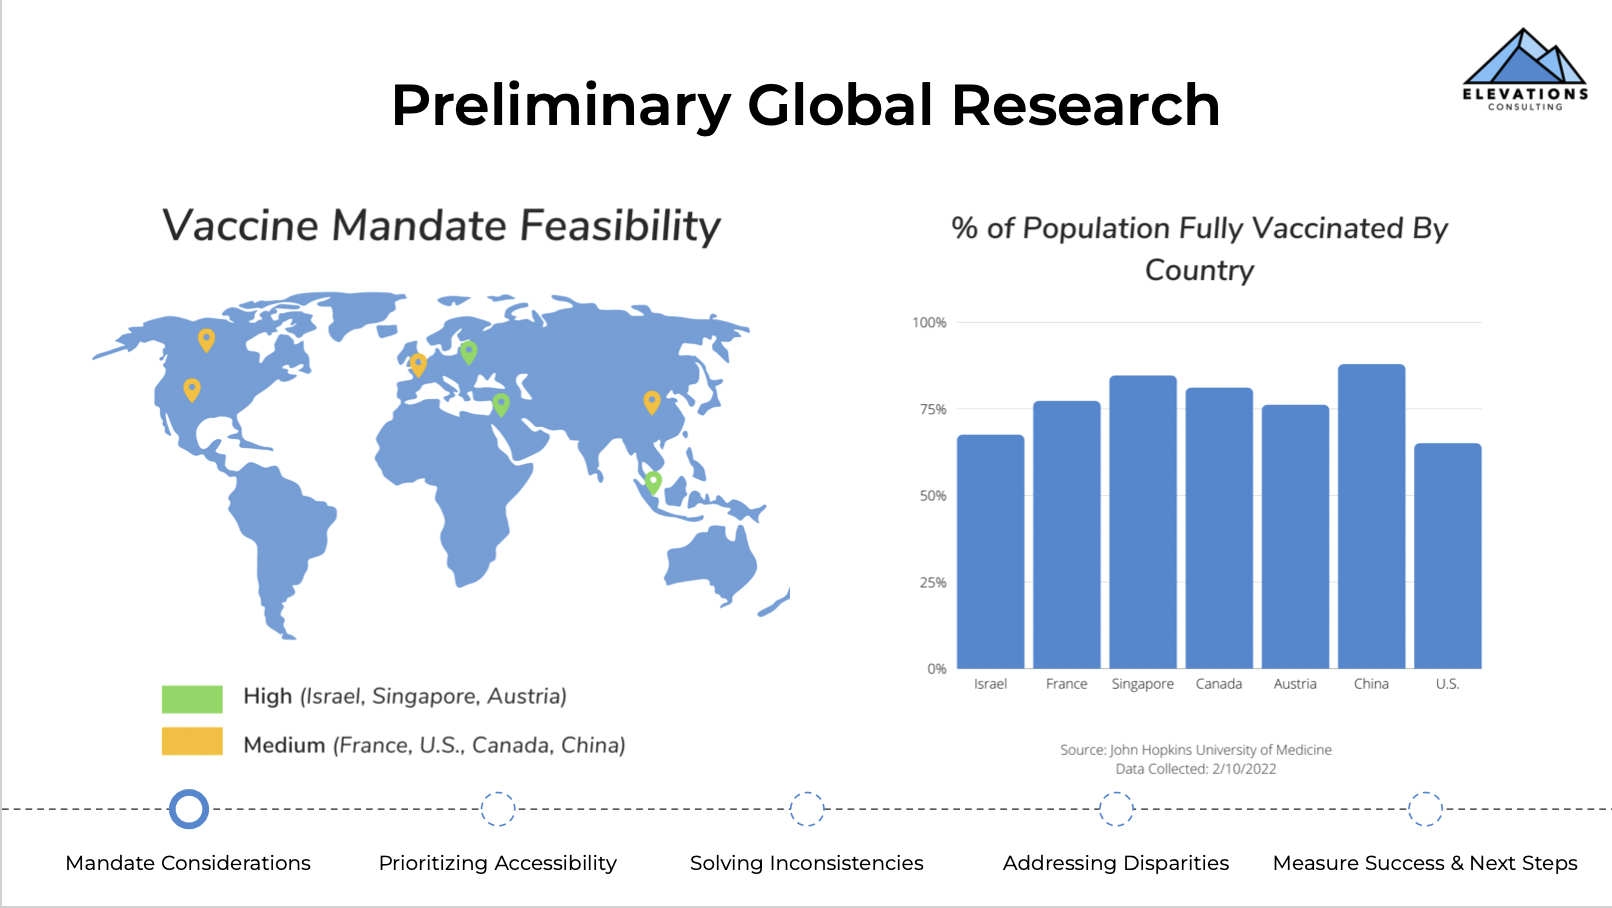 ELEVATIONS
CONSULTING
Preliminary Global Research
Vaccine Mandate Feasibility
High (Israel, Singapore, Austria)
Medium (France, U.S., Canada, China)
% of Population Fully Vaccinated By
Country
100%
75%
50%
25%
0%
Israel
France
Singapore
Canada
Austria
China
U.S.
Source: John Hopkins University of Medicine
Data Collected: 2/10/2022
Mandate Considerations
Prioritizing Accessibility
Solving Inconsistencies
Addressing Disparities
Measure Success & Next Steps